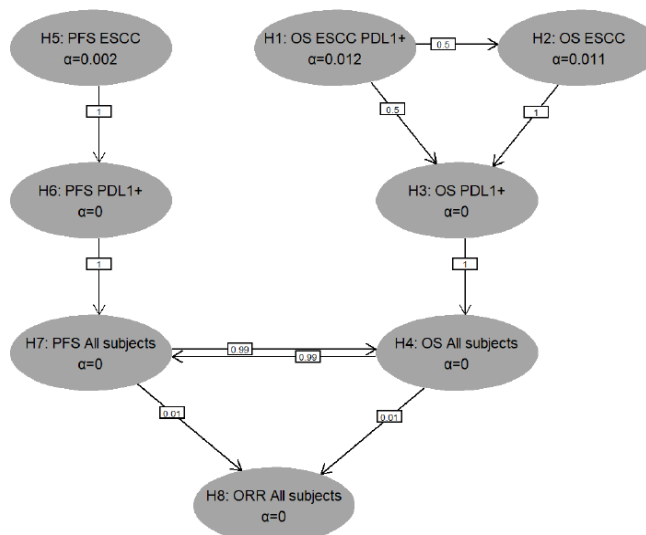 H5: PFS ESCC
α=0.002
H1: OS ESCC PDL1+
α=0.012
0.5
H2: OS ESCC
α=0.011
1
0.5
1
H6: PFS PDL1+
α=0
H3: OS PDL1+
α=0
1
1
H7: PFS All subjects
α=0
0.99
0.99
H4: OS All subjects
α=0
0.01
0.01
H8: ORR All subjects
α=0